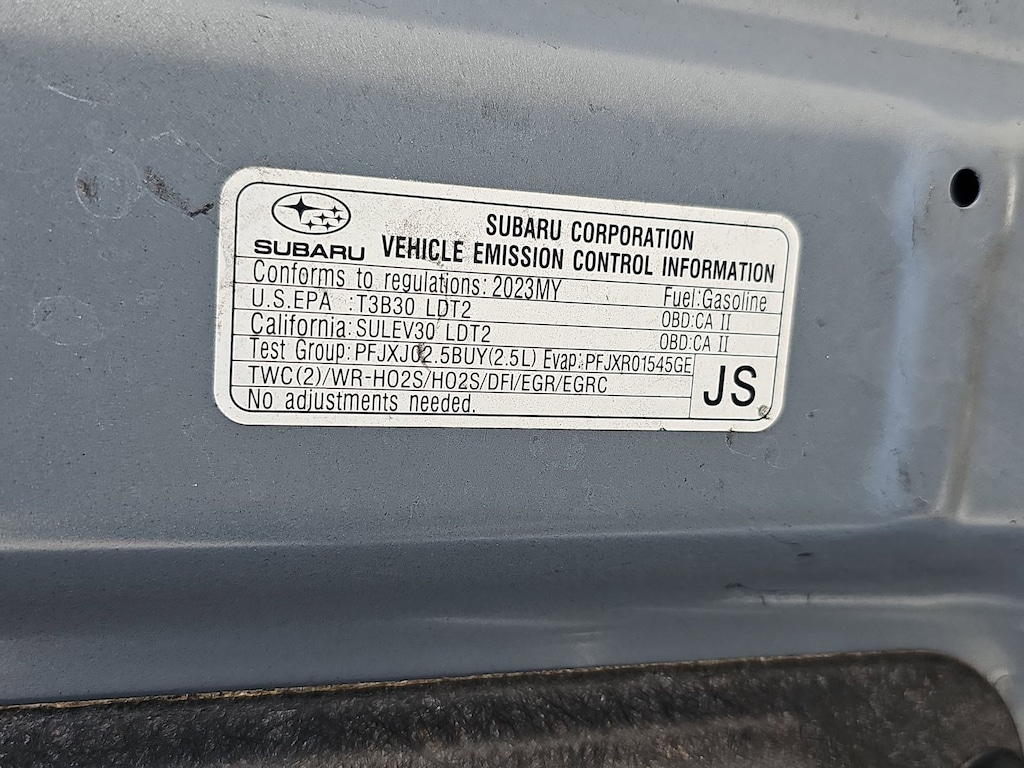 SUBARU
SUBARU CORPORATION
VEHICLE EMISSION CONTROL INFORMATION
Conforms to regulations: 2023MY Fuel:Gasoline
U.S.EPA :T3B30 LDT2 OBD:CA II
California:SULEV30 LDT2 OBD:CA II
Test Group:PFJXJ02.5BUY(2.5L) Evap:PFJXR01545GE
TWC(2)/WR-HO2S/HO2S/DFI/EGR/EGRC
No adjustments needed.
JS